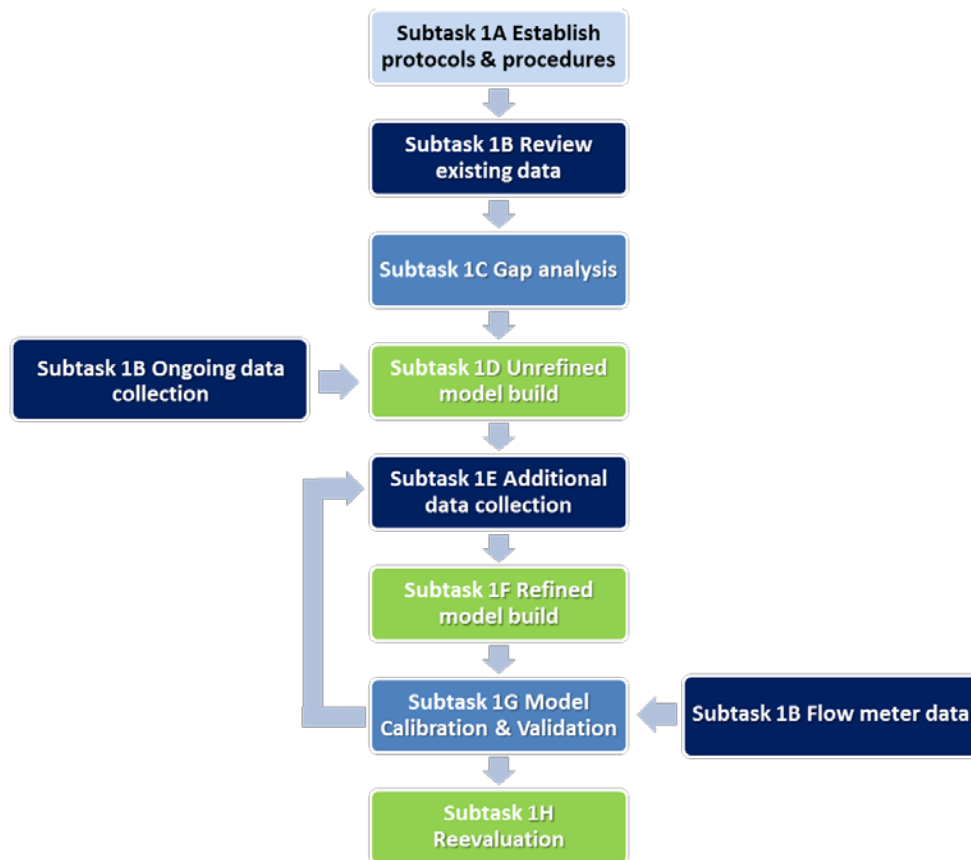 Subtask 1A Establish
protocols & procedures
Subtask 1B Review
existing data
Subtask 1C Gap analysis
Subtask 1B Ongoing data
collection
Subtask 1D Unrefined
model build
Subtask 1E Additional
data collection
Subtask 1F Refined
model build
Subtask 1G Model
Calibration & Validation
Subtask 1B Flow meter data
Subtask 1H
Reevaluation